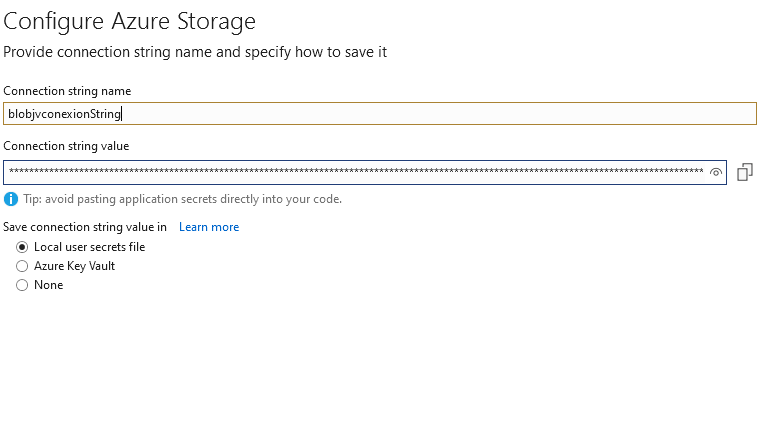 Configure Azure Storage
Provide connection string name and specify how to save it
Connection string name
blobjvconexionString
Connection string value
********************************************************************************************************************************************
Tip: avoid pasting application secrets directly into your code.
Save connection string value in Learn more
Local user secrets file
Azure Key Vault
None